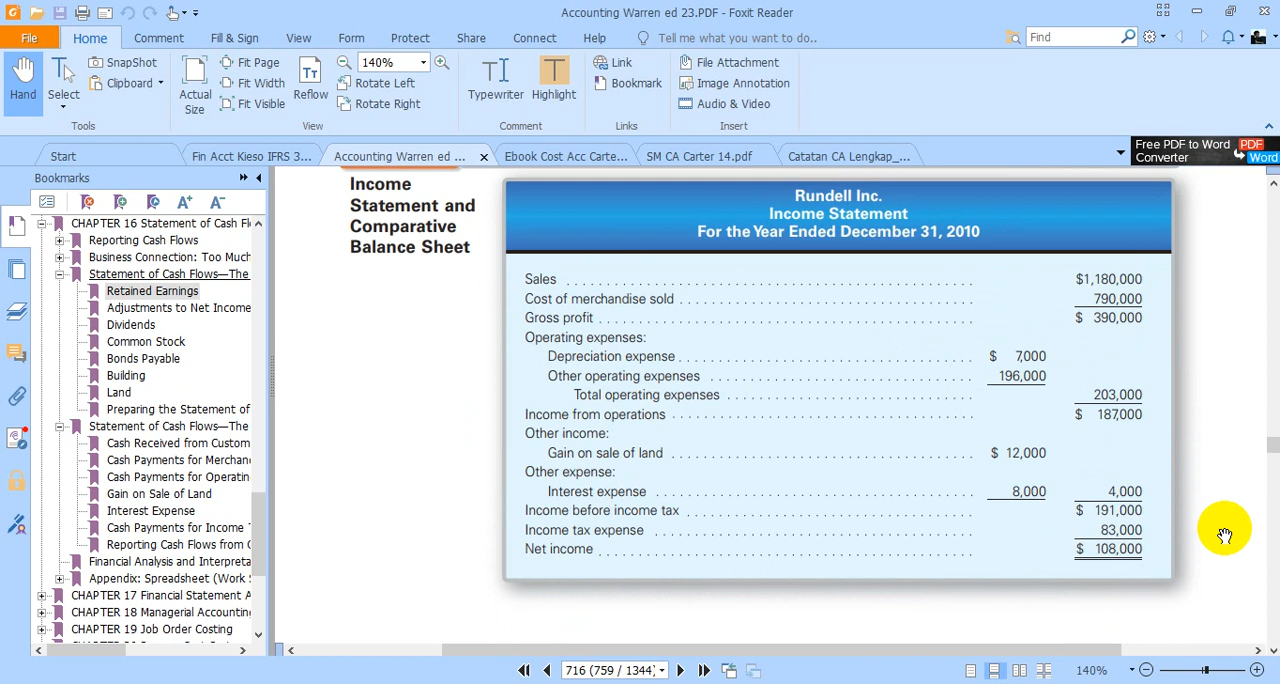 Accounting Warren ed 23.PDF - Foxit Reader
File Home Comment Fill & Sign View Form Protect Share Connect Help Tell me what you want to do.. Find
Hand
Select
SnapShot
Clipboard
Actual Size
Fit Page
Fit Width
Fit Visible
Reflow
140%
Rotate Left
Rotate Right
Typewriter
Highlight
Link
Bookmark
File Attachment
Image Annotation
Audio & Video
Tools View Comment Links Insert
Start Fin Acct Kieso IFRS 3... Accounting Warren ed ... Ebook Cost Acc Carte... SM CA Carter 14.pdf Catatan CA Lengkap_...
Free PDF to Word PDF
Converter Word
Bookmarks
CHAPTER 16 Statement of Cash Fl
Reporting Cash Flows
Business Connection: Too Much
Statement of Cash Flows—The
Retained Earnings
Adjustments to Net Income
Dividends
Common Stock
Bonds Payable
Building
Land
Preparing the Statement of
Statement of Cash Flows—The
Cash Received from Custom
Cash Payments for Merchan
Cash Payments for Operatin
Gain on Sale of Land
Interest Expense
Cash Payments for Income
Reporting Cash Flows from
Financial Analysis and Interpreta
Appendix: Spreadsheet (Work
CHAPTER 17 Financial Statement A
CHAPTER 18 Managerial Accountin
CHAPTER 19 Job Order Costing
Income
Statement and
Comparative
Balance Sheet
Rundell Inc.
Income Statement
For the Year Ended December 31, 2010
Sales $1,180,000
Cost of merchandise sold 790,000
Gross profit $ 390,000
Operating expenses:
Depreciation expense $ 7,000
Other operating expenses 196,000
Total operating expenses 203,000
Income from operations $ 187,000
Other income:
Gain on sale of land $ 12,000
Other expense:
Interest expense 8,000 4,000
Income before income tax $ 191,000
Income tax expense 83,000
Net income $ 108,000
716 (759 / 1344) 140%